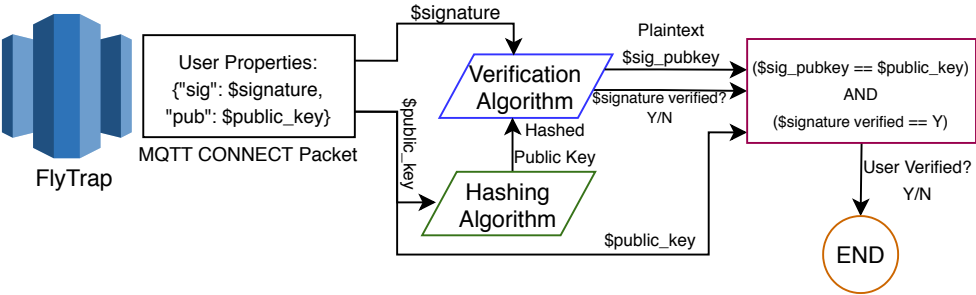 $signature
User Properties:
{"sig": $signature,
"pub": $public_key}
MQTT CONNECT Packet
FlyTrap
$public_key
Verification
Algorithm
Hashed
Public Key
Hashing
Algorithm
Plaintext
$sig_pubkey
$signature verified?
Y/N
$public_key
($sig_pubkey == $public_key)
AND
($signature verified == Y)
User Verified?
Y/N
END